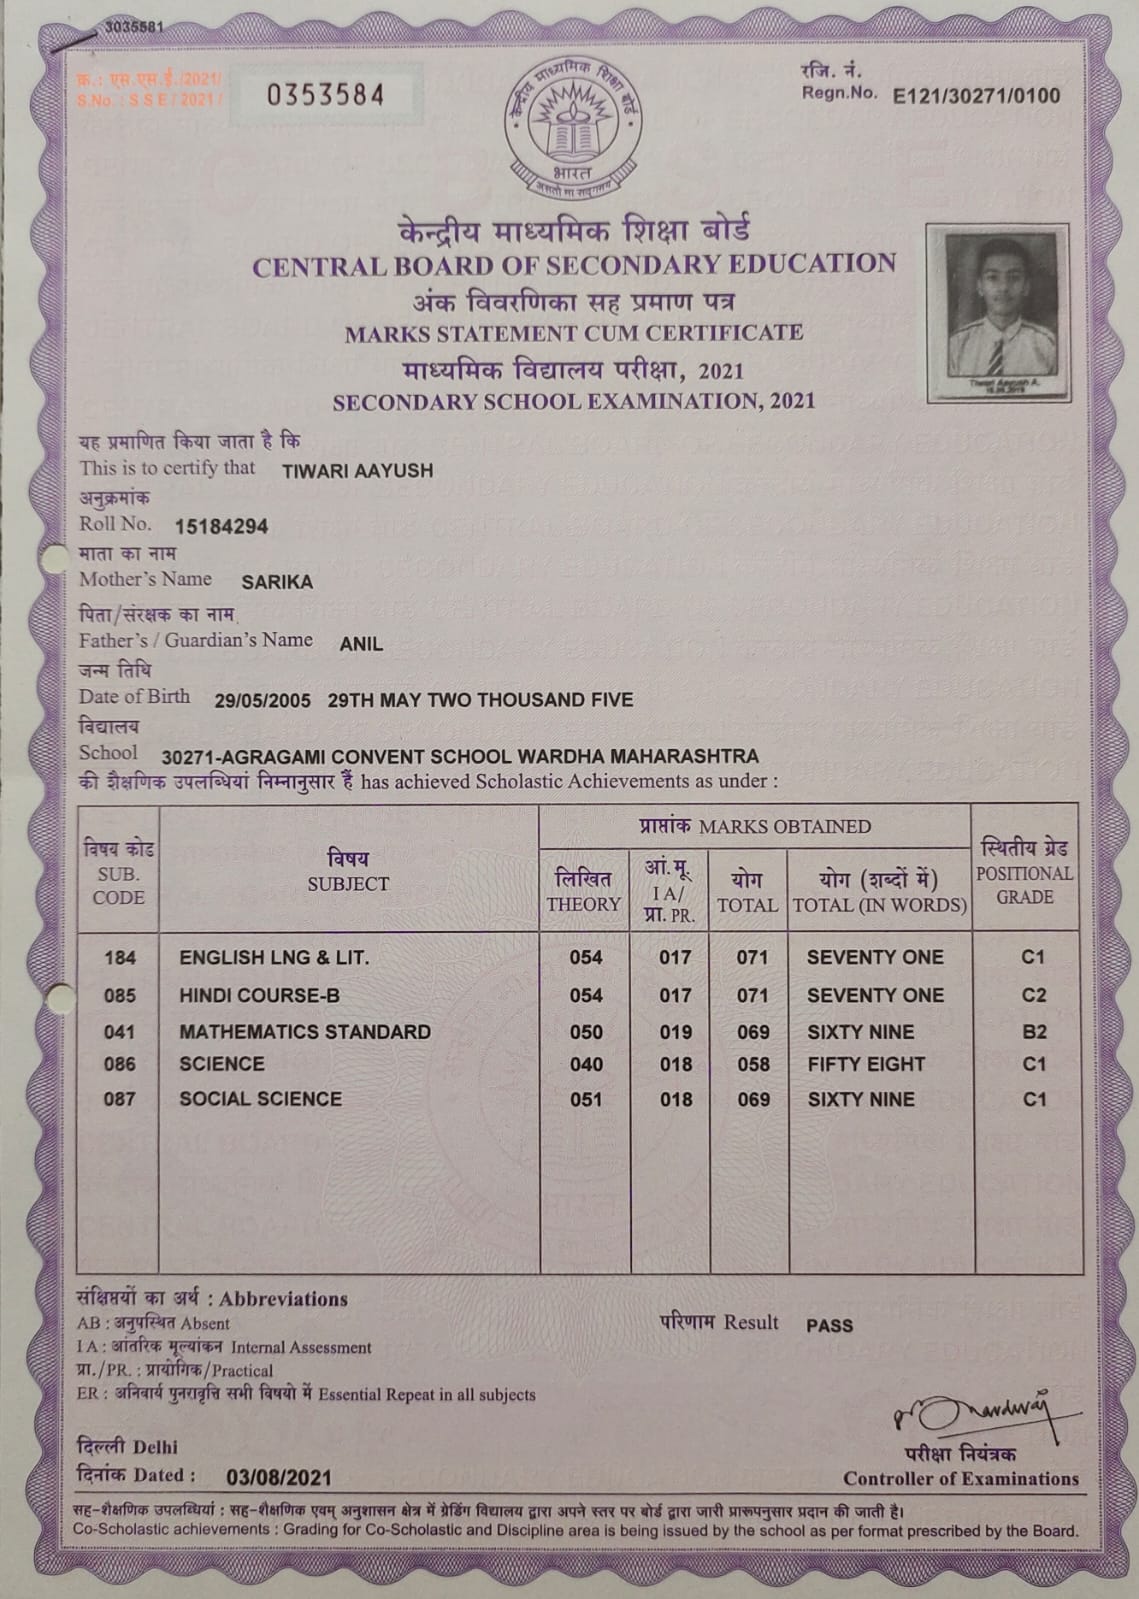 3035581
क्र.: एस.एस.ई./2021/
S.No.: S S E / 2021 /
0353584
रजि. नं.
Regn.No. E121/30271/0100
केन्द्रीय माध्यमिक शिक्षा बोर्ड
भारत
असतो मा सद्गमय
केन्द्रीय माध्यमिक शिक्षा बोर्ड
CENTRAL BOARD OF SECONDARY EDUCATION
अंक विवरणिका सह प्रमाण पत्र
MARKS STATEMENT CUM CERTIFICATE
माध्यमिक विद्यालय परीक्षा, 2021
SECONDARY SCHOOL EXAMINATION, 2021
Tiwari Aayush A.
यह प्रमाणित किया जाता है कि
This is to certify that TIWARI AAYUSH
अनुक्रमांक
Roll No. 15184294
माता का नाम
Mother's Name SARIKA
पिता/संरक्षक का नाम
Father's / Guardian's Name ANIL
जन्म तिथि
Date of Birth 29/05/2005 29TH MAY TWO THOUSAND FIVE
विद्यालय
School 30271-AGRAGAMI CONVENT SCHOOL WARDHA MAHARASHTRA
की शैक्षणिक उपलब्धियां निम्नानुसार हैं has achieved Scholastic Achievements as under :
विषय कोड SUB. CODE
विषय SUBJECT
प्राप्तांक MARKS OBTAINED
लिखित THEORY
आं.मू. I A/ प्रा. PR.
योग TOTAL
योग (शब्दों में) TOTAL (IN WORDS)
स्थितीय ग्रेड POSITIONAL GRADE
184 ENGLISH LNG & LIT. 054 017 071 SEVENTY ONE C1
085 HINDI COURSE-B 054 017 071 SEVENTY ONE C2
041 MATHEMATICS STANDARD 050 019 069 SIXTY NINE B2
086 SCIENCE 040 018 058 FIFTY EIGHT C1
087 SOCIAL SCIENCE 051 018 069 SIXTY NINE C1
संक्षिप्तियों का अर्थ : Abbreviations
AB : अनुपस्थित Absent
परिणाम Result PASS
I A : आंतरिक मूल्यांकन Internal Assessment
प्रा./PR. : प्रायोगिक/Practical
ER : अनिवार्य पुनरावृत्ति सभी विषयो में Essential Repeat in all subjects
दिल्ली Delhi
दिनांक Dated : 03/08/2021
परीक्षा नियंत्रक
Controller of Examinations
सह-शैक्षणिक उपलब्धियां : सह-शैक्षणिक एवम् अनुशासन क्षेत्र में ग्रेडिंग विद्यालय द्वारा अपने स्तर पर बोर्ड द्वारा जारी प्रारूपनुसार प्रदान की जाती है।
Co-Scholastic achievements : Grading for Co-Scholastic and Discipline area is being issued by the school as per format prescribed by the Board.